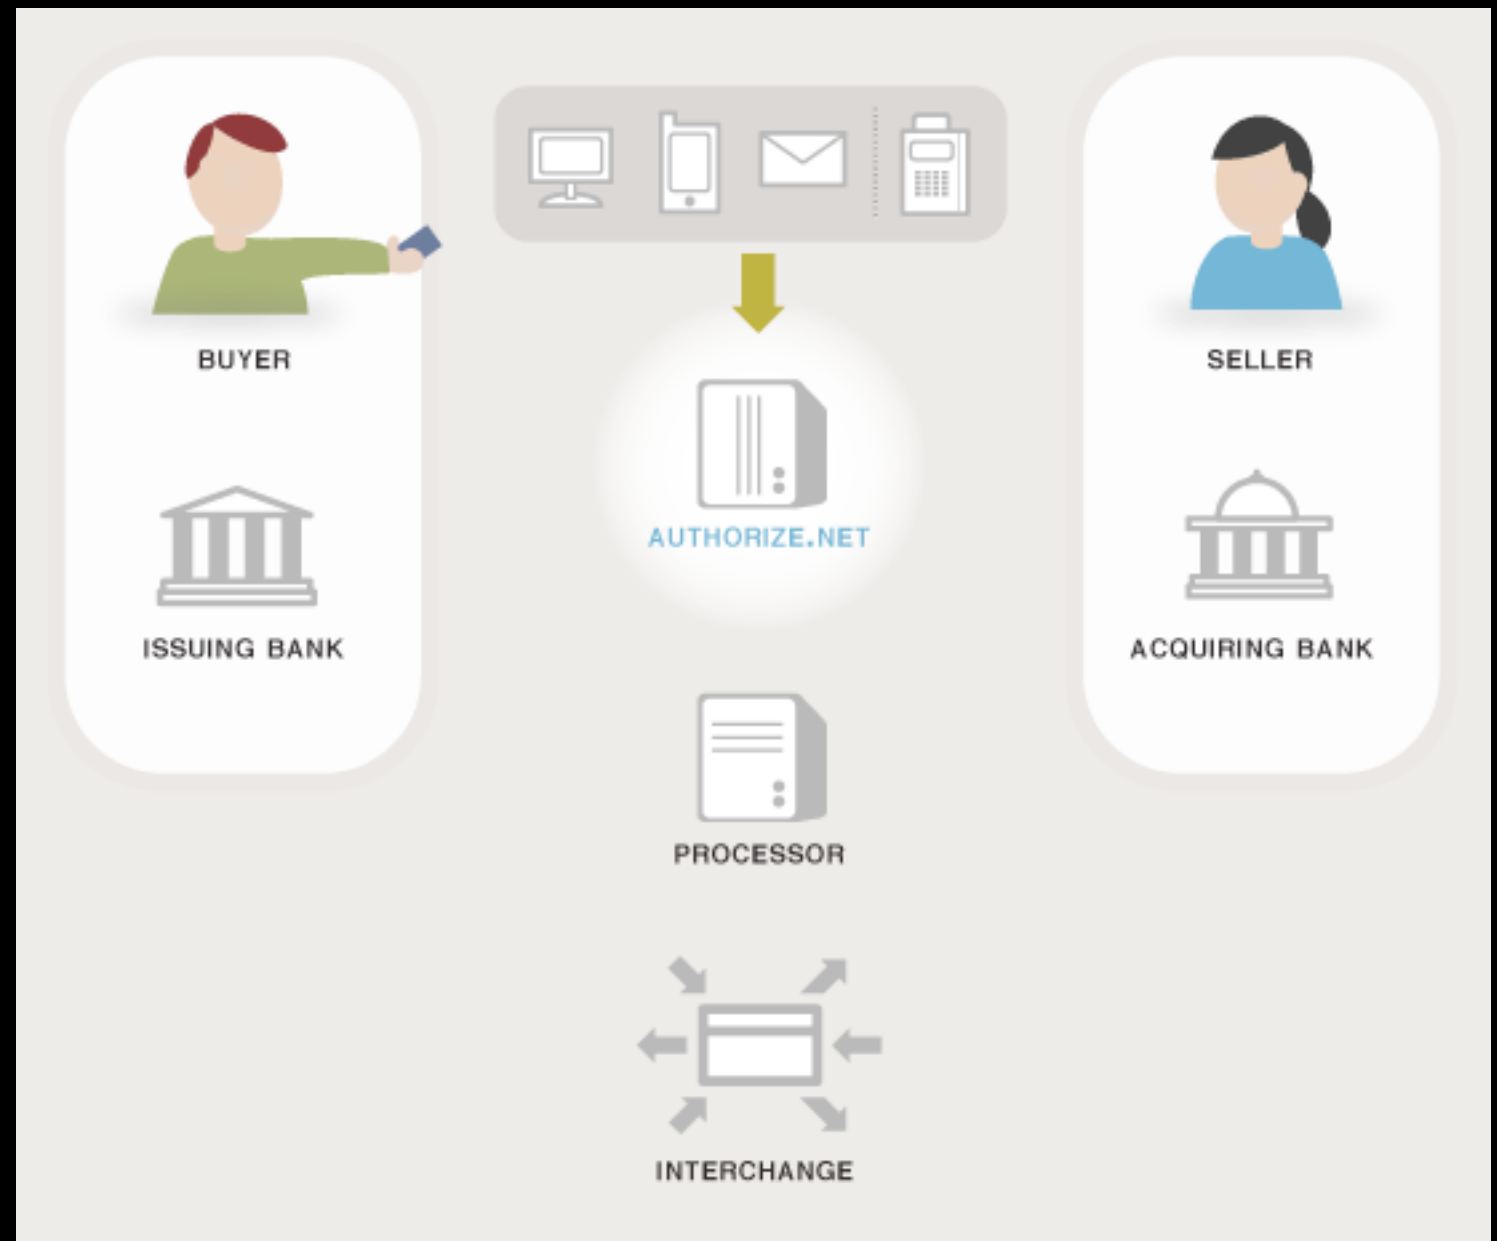 BUYER
SELLER
AUTHORIZE.NET
ISSUING BANK
ACQUIRING BANK
PROCESSOR
INTERCHANGE